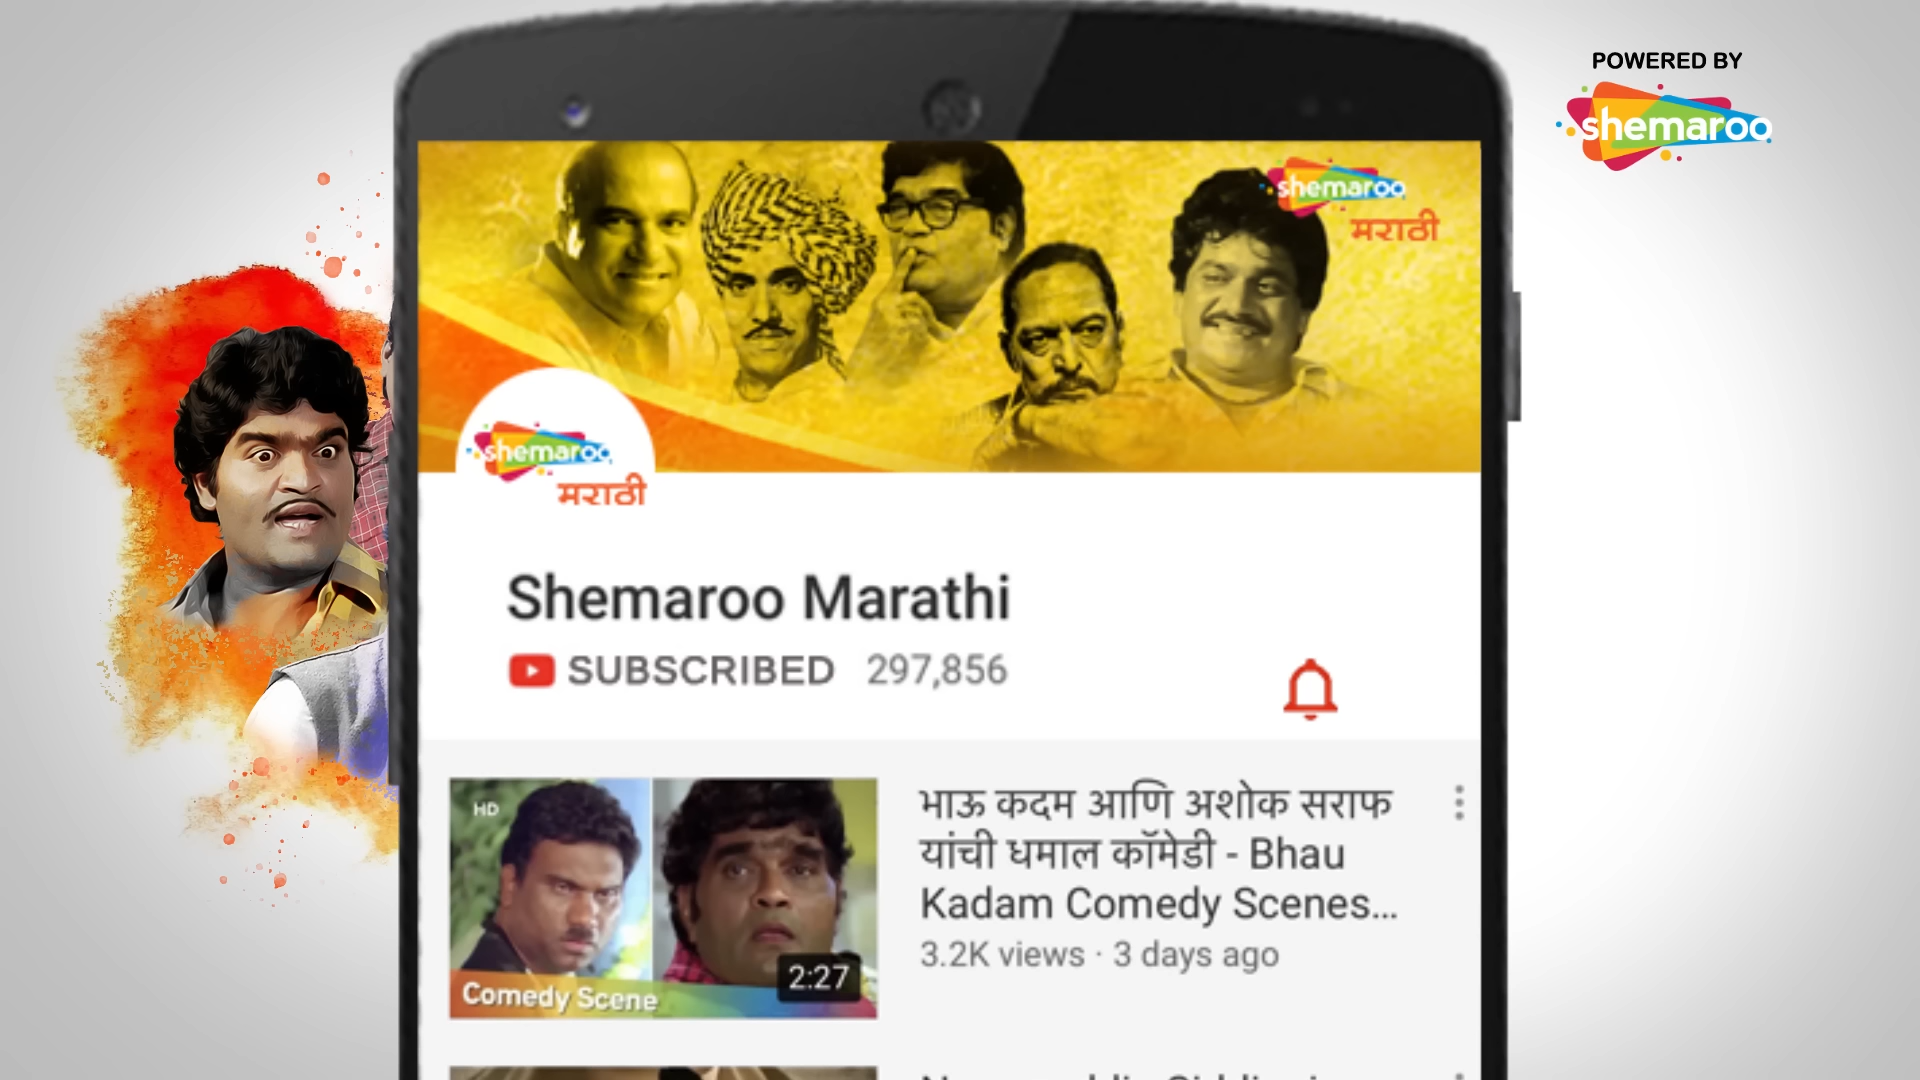 POWERED BY
shemaroo
shemaroo
मराठी
shemaroo
मराठी
Shemaroo Marathi
SUBSCRIBED 297,856
HD
Comedy Scene
2:27
भाऊ कदम आणि अशोक सराफ
यांची धमाल कॉमेडी - Bhau
Kadam Comedy Scenes...
3.2K views · 3 days ago